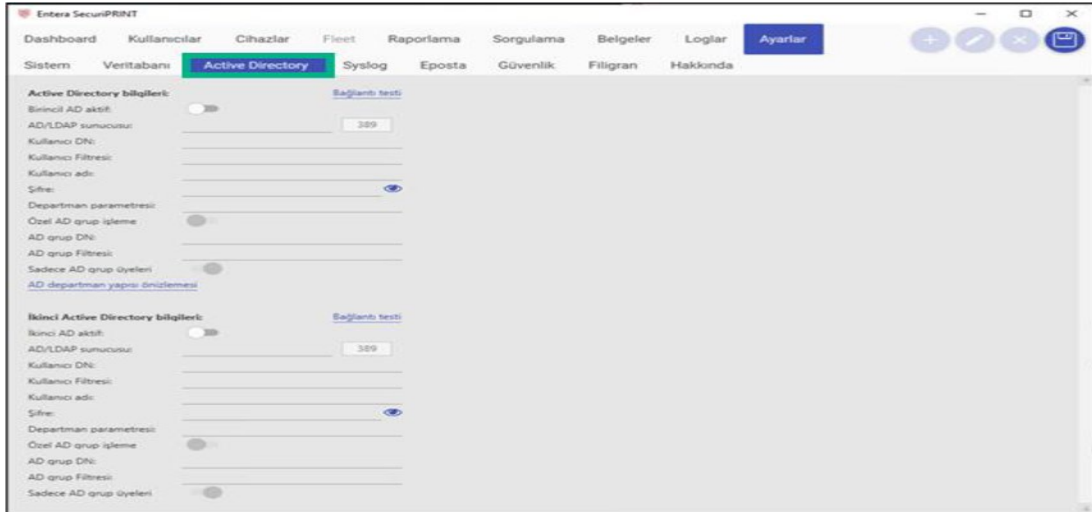 Entera SecuriPRINT
Dashboard Kullanıcılar Cihazlar Fleet Raporlama Sorgulama Belgeler Loglar Ayarlar
Sistem Veritabanı Active Directory Syslog Eposta Güvenlik Filigran Hakkında
Active Directory bilgileri: Bağlantı testi
Birincil AD aktif:
AD/LDAP sunucusu: 389
Kullanıcı DN:
Kullanıcı Filtresi:
Kullanıcı adı:
Şifre:
Departman parametresi:
Özel AD grup işleme
AD grup DN:
AD grup Filtresi:
Sadece AD grup üyeleri
AD departman yapısı önizlemesi
İkinci Active Directory bilgileri: Bağlantı testi
İkinci AD aktif:
AD/LDAP sunucusu: 389
Kullanıcı DN:
Kullanıcı Filtresi:
Kullanıcı adı:
Şifre:
Departman parametresi:
Özel AD grup işleme
AD grup DN:
AD grup Filtresi:
Sadece AD grup üyeleri